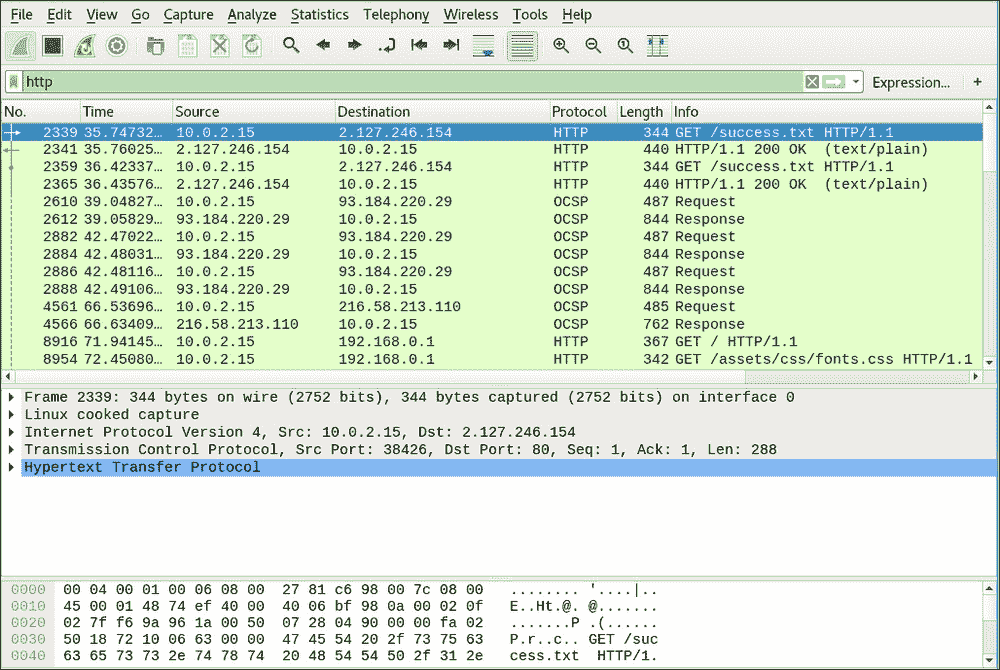 File Edit View Go Capture Analyze Statistics Telephony Wireless Tools Help
http Expression... +
No. Time Source Destination Protocol Length Info
2339 35.74732… 10.0.2.15 2.127.246.154 HTTP 344 GET /success.txt HTTP/1.1
2341 35.76025… 2.127.246.154 10.0.2.15 HTTP 440 HTTP/1.1 200 OK (text/plain)
2359 36.42337… 10.0.2.15 2.127.246.154 HTTP 344 GET /success.txt HTTP/1.1
2365 36.43576… 2.127.246.154 10.0.2.15 HTTP 440 HTTP/1.1 200 OK (text/plain)
2610 39.04827… 10.0.2.15 93.184.220.29 OCSP 487 Request
2612 39.05829… 93.184.220.29 10.0.2.15 OCSP 844 Response
2882 42.47022… 10.0.2.15 93.184.220.29 OCSP 487 Request
2884 42.48031… 93.184.220.29 10.0.2.15 OCSP 844 Response
2886 42.48116… 10.0.2.15 93.184.220.29 OCSP 487 Request
2888 42.49106… 93.184.220.29 10.0.2.15 OCSP 844 Response
4561 66.53696… 10.0.2.15 216.58.213.110 OCSP 485 Request
4566 66.63409… 216.58.213.110 10.0.2.15 OCSP 762 Response
8916 71.94145… 10.0.2.15 192.168.0.1 HTTP 367 GET / HTTP/1.1
8954 72.45080… 10.0.2.15 192.168.0.1 HTTP 342 GET /assets/css/fonts.css HTTP/1.1
Frame 2339: 344 bytes on wire (2752 bits), 344 bytes captured (2752 bits) on interface 0
Linux cooked capture
Internet Protocol Version 4, Src: 10.0.2.15, Dst: 2.127.246.154
Transmission Control Protocol, Src Port: 38426, Dst Port: 80, Seq: 1, Ack: 1, Len: 288
Hypertext Transfer Protocol
0000 00 04 00 01 00 06 08 00 27 81 c6 98 00 7c 08 00 ........ '....|..
0010 45 00 01 48 74 ef 40 00 40 06 bf 98 0a 00 02 0f E..Ht.@. @.......
0020 02 7f f6 9a 96 1a 00 50 07 28 04 90 00 00 fa 02 .......P .(......
0030 50 18 72 10 06 63 00 00 47 45 54 20 2f 73 75 63 P.r..c.. GET /suc
0040 63 65 73 73 2e 74 78 74 20 48 54 54 50 2f 31 2e cess.txt HTTP/1.